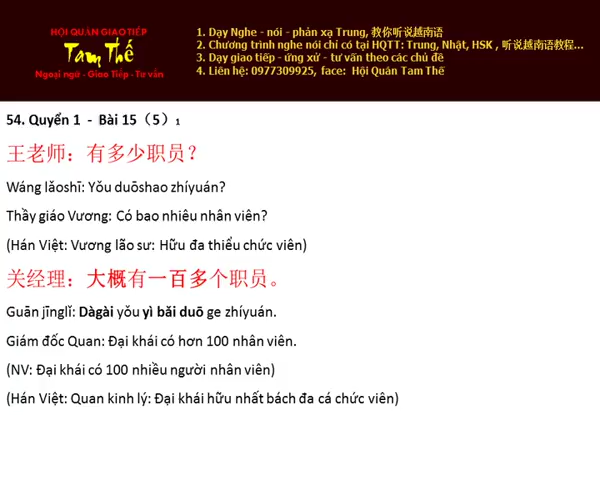 HỘI QUÁN GIAO TIẾP
Tam Thế
Ngoại ngữ - Giao Tiếp - Tư vấn
1. Dạy Nghe - nói - phản xạ Trung, 教你听说越南语
2. Chương trình nghe nói chỉ có tại HQTT: Trung, Nhật, HSK , 听说越南语教程...
3. Dạy giao tiếp - ứng xử - tư vấn theo các chủ đề
4. Liên hệ: 0977309925, face: Hội Quán Tam Thế
54. Quyển 1 - Bài 15（5）1
王老师：有多少职员？
Wáng lǎoshī: Yǒu duōshao zhíyuán?
Thầy giáo Vương: Có bao nhiêu nhân viên?
(Hán Việt: Vương lão sư: Hữu đa thiểu chức viên)
关经理：大概有一百多个职员。
Guān jīnglǐ: Dàgài yǒu yì bǎi duō ge zhíyuán.
Giám đốc Quan: Đại khái có hơn 100 nhân viên.
(NV: Đại khái có 100 nhiều người nhân viên)
(Hán Việt: Quan kinh lý: Đại khái hữu nhất bách đa cá chức viên)